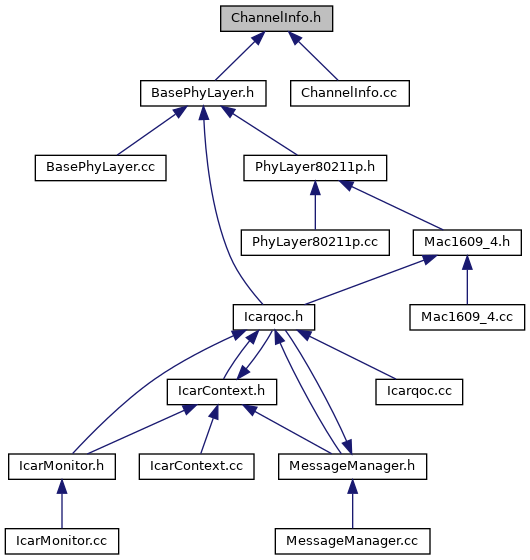 ChannelInfo.h
BasePhyLayer.h
ChannelInfo.cc
BasePhyLayer.cc
PhyLayer80211p.h
PhyLayer80211p.cc
Mac1609_4.h
Icarqoc.h
Mac1609_4.cc
IcarContext.h
Icarqoc.cc
IcarMonitor.h
IcarContext.cc
MessageManager.h
IcarMonitor.cc
MessageManager.cc